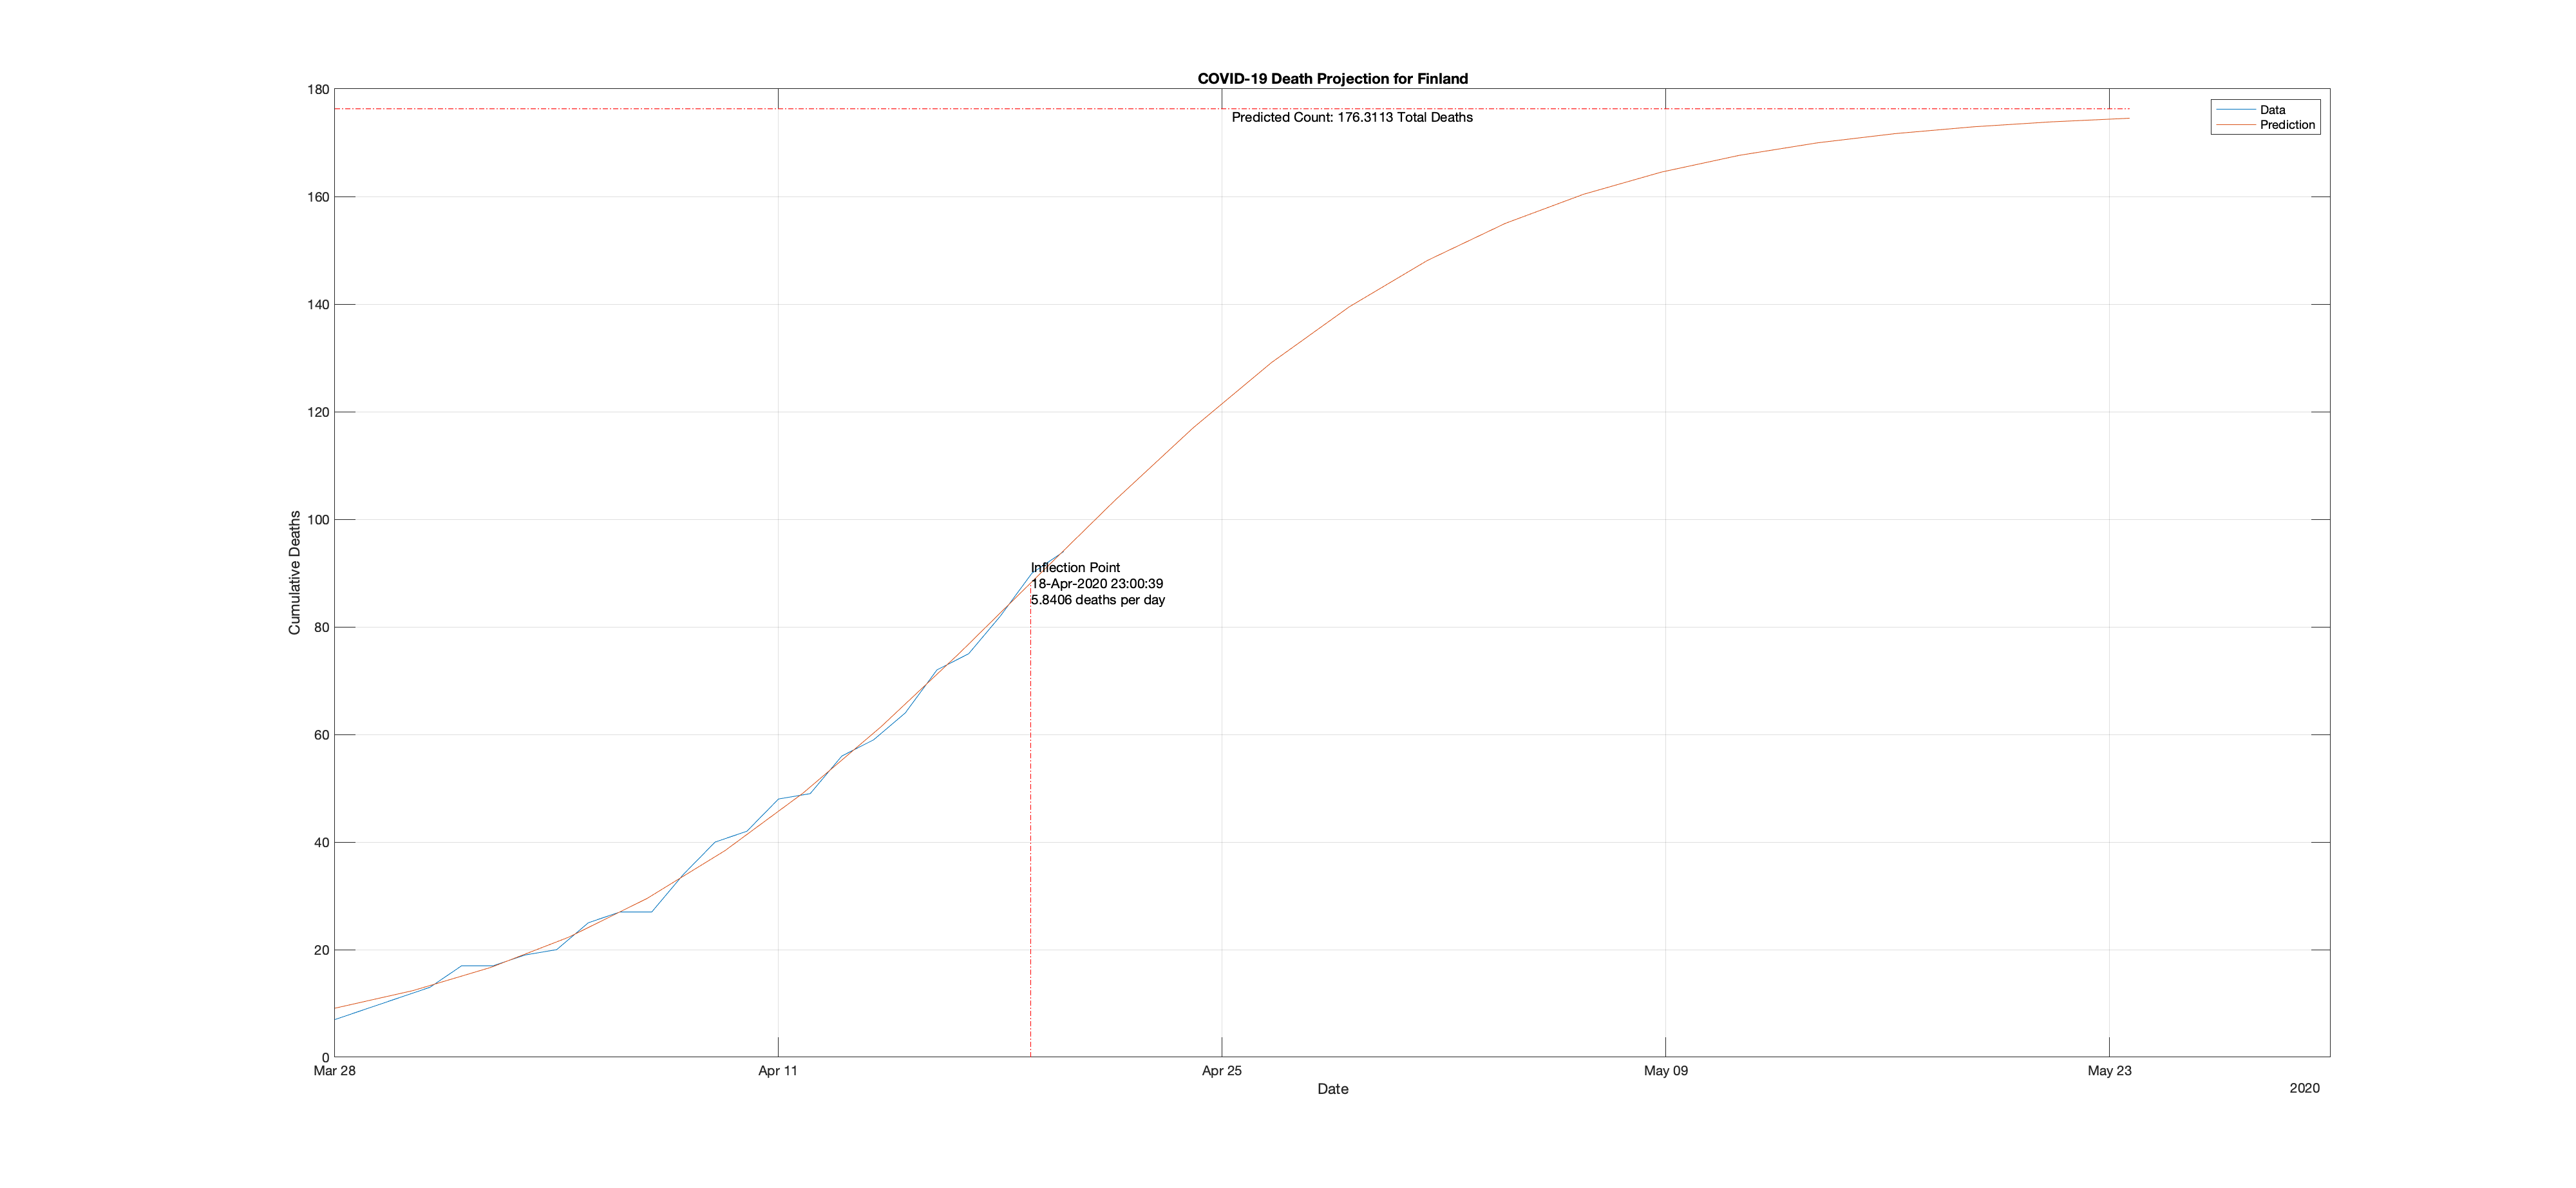 COVID-19 Death Projection for Finland
180
160
140
120
100
80
60
40
20
0
Cumulative Deaths
Predicted Count: 176.3113 Total Deaths
Data
Prediction
Inflection Point
18-Apr-2020 23:00:39
5.8406 deaths per day
Mar 28
Apr 11
Apr 25
May 09
May 23
Date
2020